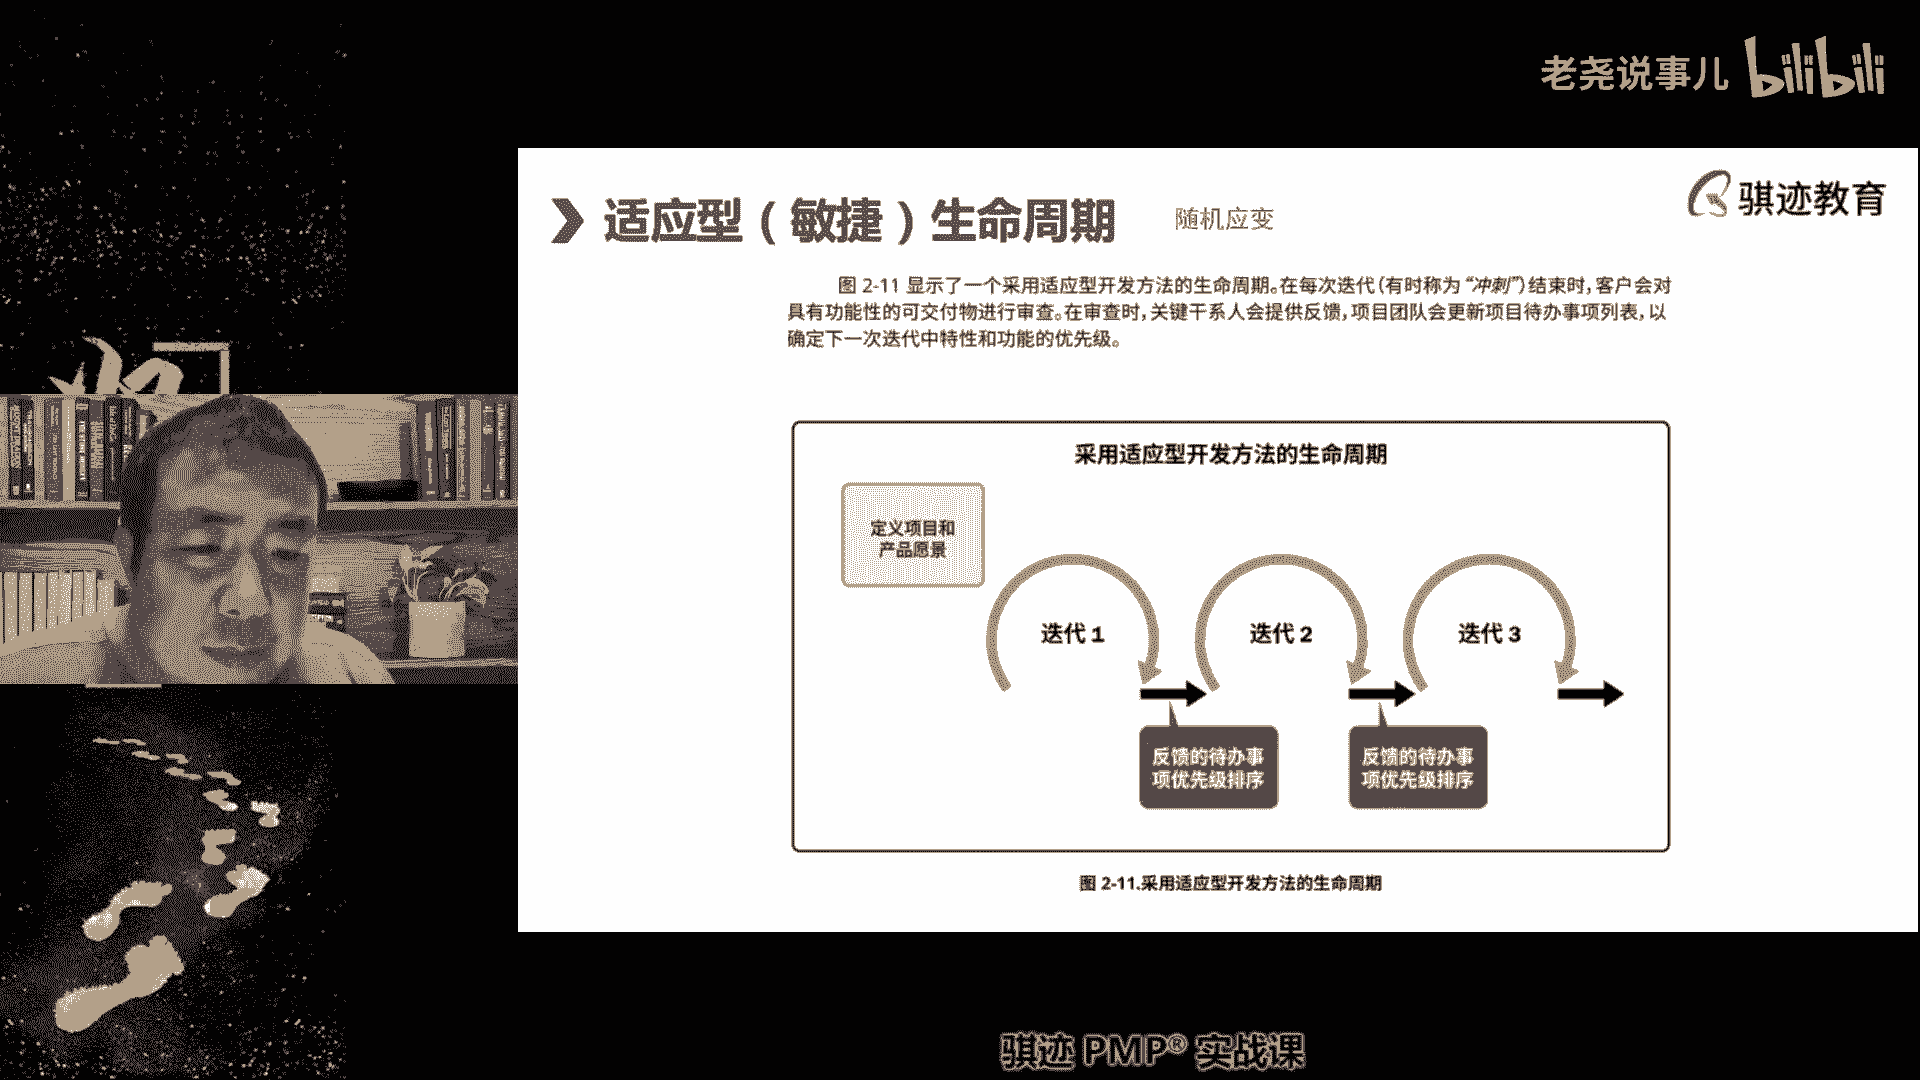 老尧说事儿 bilibili
骐迹教育
适应型（敏捷）生命周期 随机应变
图 2-11 显示了一个采用适应型开发方法的生命周期。在每次迭代（有时称为“冲刺”）结束时，客户会对
具有功能性的可交付物进行审查。在审查时，关键干系人会提供反馈，项目团队会更新项目待办事项列表，以
确定下一次迭代中特性和功能的优先级。
采用适应型开发方法的生命周期
定义项目和
产品愿景
迭代 1
迭代 2
迭代 3
反馈的待办事
项优先级排序
反馈的待办事
项优先级排序
图 2-11.采用适应型开发方法的生命周期
骐迹 PMP® 实战课